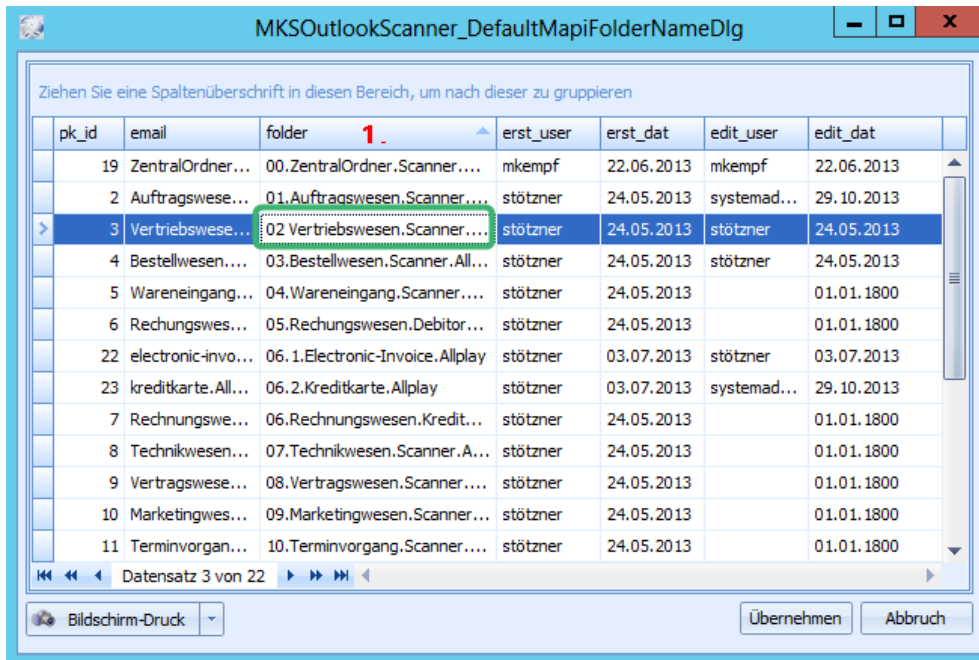 MKSOutlookScanner_DefaultMapiFolderNameDlg
Ziehen Sie eine Spaltenüberschrift in diesen Bereich, um nach dieser zu gruppieren
pk_id email folder 1. erst_user erst_dat edit_user edit_dat
19 ZentralOrdner... 00.ZentralOrdner.Scanner.... mkempf 22.06.2013 mkempf 22.06.2013
2 Auftragswese... 01.Auftragswesen.Scanner.... stötzner 24.05.2013 systemad... 29.10.2013
3 Vertriebswese... 02 Vertriebswesen.Scanner.... stötzner 24.05.2013 stötzner 24.05.2013
4 Bestellwesen.... 03.Bestellwesen.Scanner.All... stötzner 24.05.2013 stötzner 24.05.2013
5 Wareneingang... 04.Wareneingang.Scanner.... stötzner 24.05.2013 01.01.1800
6 Rechungswes... 05.Rechungswesen.Debitor... stötzner 24.05.2013 01.01.1800
22 electronic-invo... 06.1.Electronic-Invoice.Allplay stötzner 03.07.2013 stötzner 03.07.2013
23 kreditkarte.All... 06.2.Kreditkarte.Allplay stötzner 03.07.2013 systemad... 29.10.2013
7 Rechnungswe... 06.Rechnungswesen.Kredit... stötzner 24.05.2013 01.01.1800
8 Technikwesen... 07.Technikwesen.Scanner.A... stötzner 24.05.2013 01.01.1800
9 Vertragswese... 08.Vertragswesen.Scanner.... stötzner 24.05.2013 01.01.1800
10 Marketingwes... 09.Marketingwesen.Scanner... stötzner 24.05.2013 01.01.1800
11 Terminvorgan... 10.Terminvorgang.Scanner.... stötzner 24.05.2013 01.01.1800
Datensatz 3 von 22
Bildschirm-Druck Übernehmen Abbruch